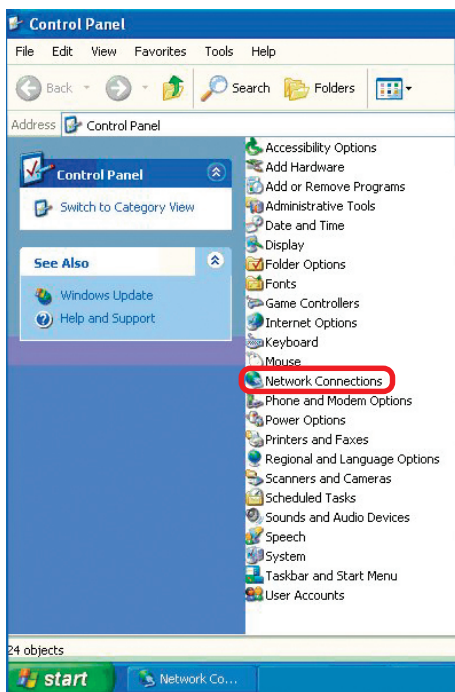 Control Panel
File Edit View Favorites Tools Help
Back Search Folders
Address Control Panel
Control Panel
Switch to Category View
See Also
Windows Update
Help and Support
Accessibility Options
Add Hardware
Add or Remove Programs
Administrative Tools
Date and Time
Display
Folder Options
Fonts
Game Controllers
Internet Options
Keyboard
Mouse
Network Connections
Phone and Modem Options
Power Options
Printers and Faxes
Regional and Language Options
Scanners and Cameras
Scheduled Tasks
Sounds and Audio Devices
Speech
System
Taskbar and Start Menu
User Accounts
24 objects
start Network Co...